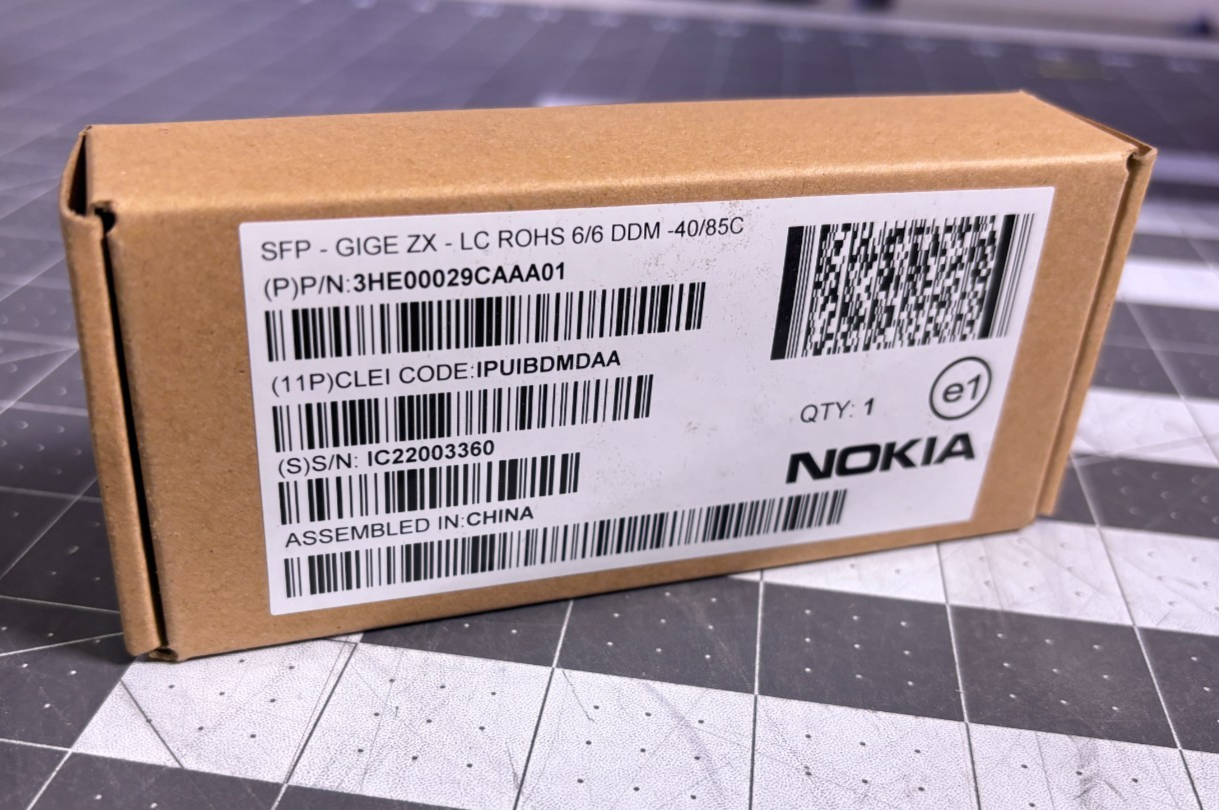 SFP - GIGE ZX - LC ROHS 6/6 DDM -40/85C
(P)P/N:3HE00029CAAA01
(11P)CLEI CODE:IPUIBDMDAA
(S)S/N: IC22003360
ASSEMBLED IN:CHINA
e1
QTY: 1
NOKIA